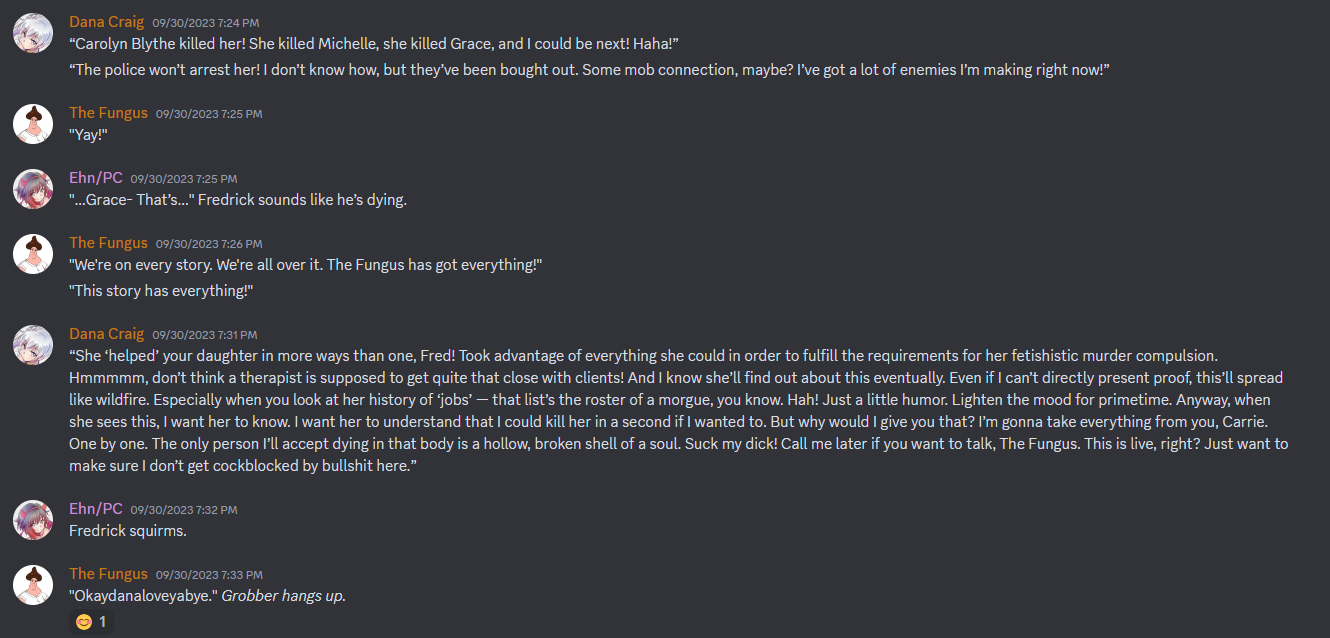 Dana Craig 09/30/2023 7:24 PM
“Carolyn Blythe killed her! She killed Michelle, she killed Grace, and I could be next! Haha!”
“The police won’t arrest her! I don’t know how, but they’ve been bought out. Some mob connection, maybe? I’ve got a lot of enemies I’m making right now!”
The Fungus 09/30/2023 7:25 PM
"Yay!"
Ehn/PC 09/30/2023 7:25 PM
"...Grace- That’s..." Fredrick sounds like he’s dying.
The Fungus 09/30/2023 7:26 PM
"We're on every story. We're all over it. The Fungus has got everything!"
"This story has everything!"
Dana Craig 09/30/2023 7:31 PM
“She ‘helped’ your daughter in more ways than one, Fred! Took advantage of everything she could in order to fulfill the requirements for her fetishistic murder compulsion.
Hmmmmm, don’t think a therapist is supposed to get quite that close with clients! And I know she’ll find out about this eventually. Even if I can’t directly present proof, this’ll spread
like wildfire. Especially when you look at her history of ‘jobs’ — that list’s the roster of a morgue, you know. Hah! Just a little humor. Lighten the mood for primetime. Anyway, when
she sees this, I want her to know. I want her to understand that I could kill her in a second if I wanted to. But why would I give you that? I’m gonna take everything from you, Carrie.
One by one. The only person I’ll accept dying in that body is a hollow, broken shell of a soul. Suck my dick! Call me later if you want to talk, The Fungus. This is live, right? Just want to
make sure I don’t get cockblocked by bullshit here.”
Ehn/PC 09/30/2023 7:32 PM
Fredrick squirms.
The Fungus 09/30/2023 7:33 PM
"Okaydanaloveyabye." Grobber hangs up.
1